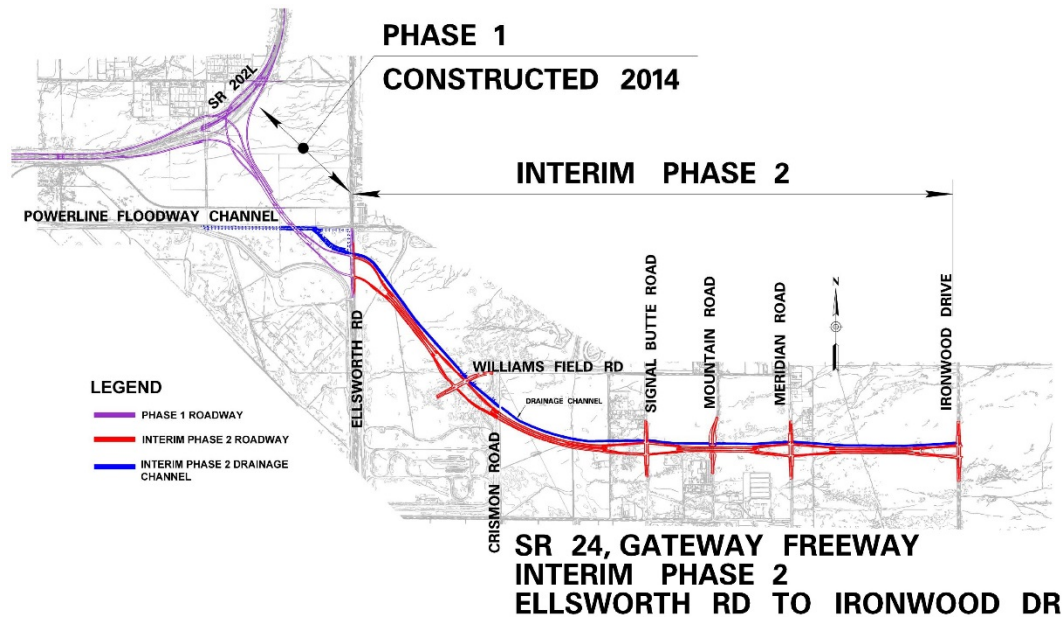 PHASE 1
CONSTRUCTED 2014
SR 202L
INTERIM PHASE 2
POWERLINE FLOODWAY CHANNEL
ELLSWORTH RD
WILLIAMS FIELD RD
DRAINAGE CHANNEL
CRISMON ROAD
SIGNAL BUTTE ROAD
MOUNTAIN ROAD
MERIDIAN ROAD
N
IRONWOOD DRIVE
LEGEND
PHASE 1 ROADWAY
INTERIM PHASE 2 ROADWAY
INTERIM PHASE 2 DRAINAGE
CHANNEL
SR 24, GATEWAY FREEWAY
INTERIM PHASE 2
ELLSWORTH RD TO IRONWOOD DR